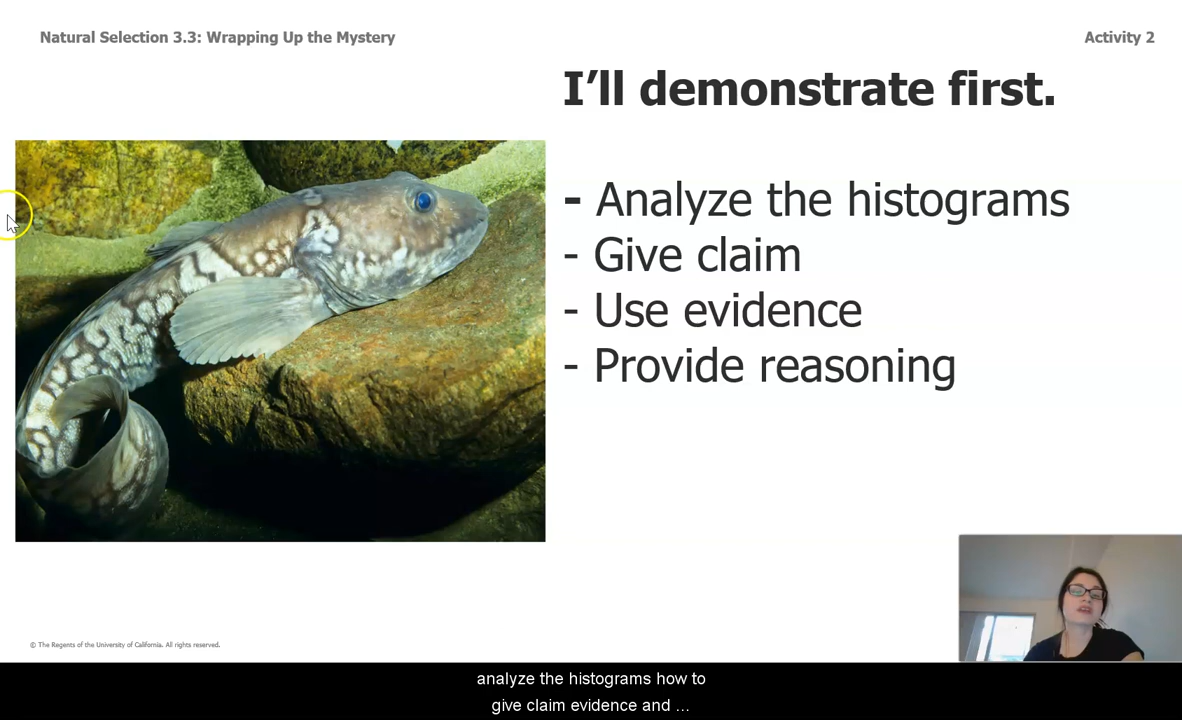 Natural Selection 3.3: Wrapping Up the Mystery
Activity 2
I’ll demonstrate first.
- Analyze the histograms
- Give claim
- Use evidence
- Provide reasoning
© The Regents of the University of California. All rights reserved.
analyze the histograms how to
give claim evidence and ...